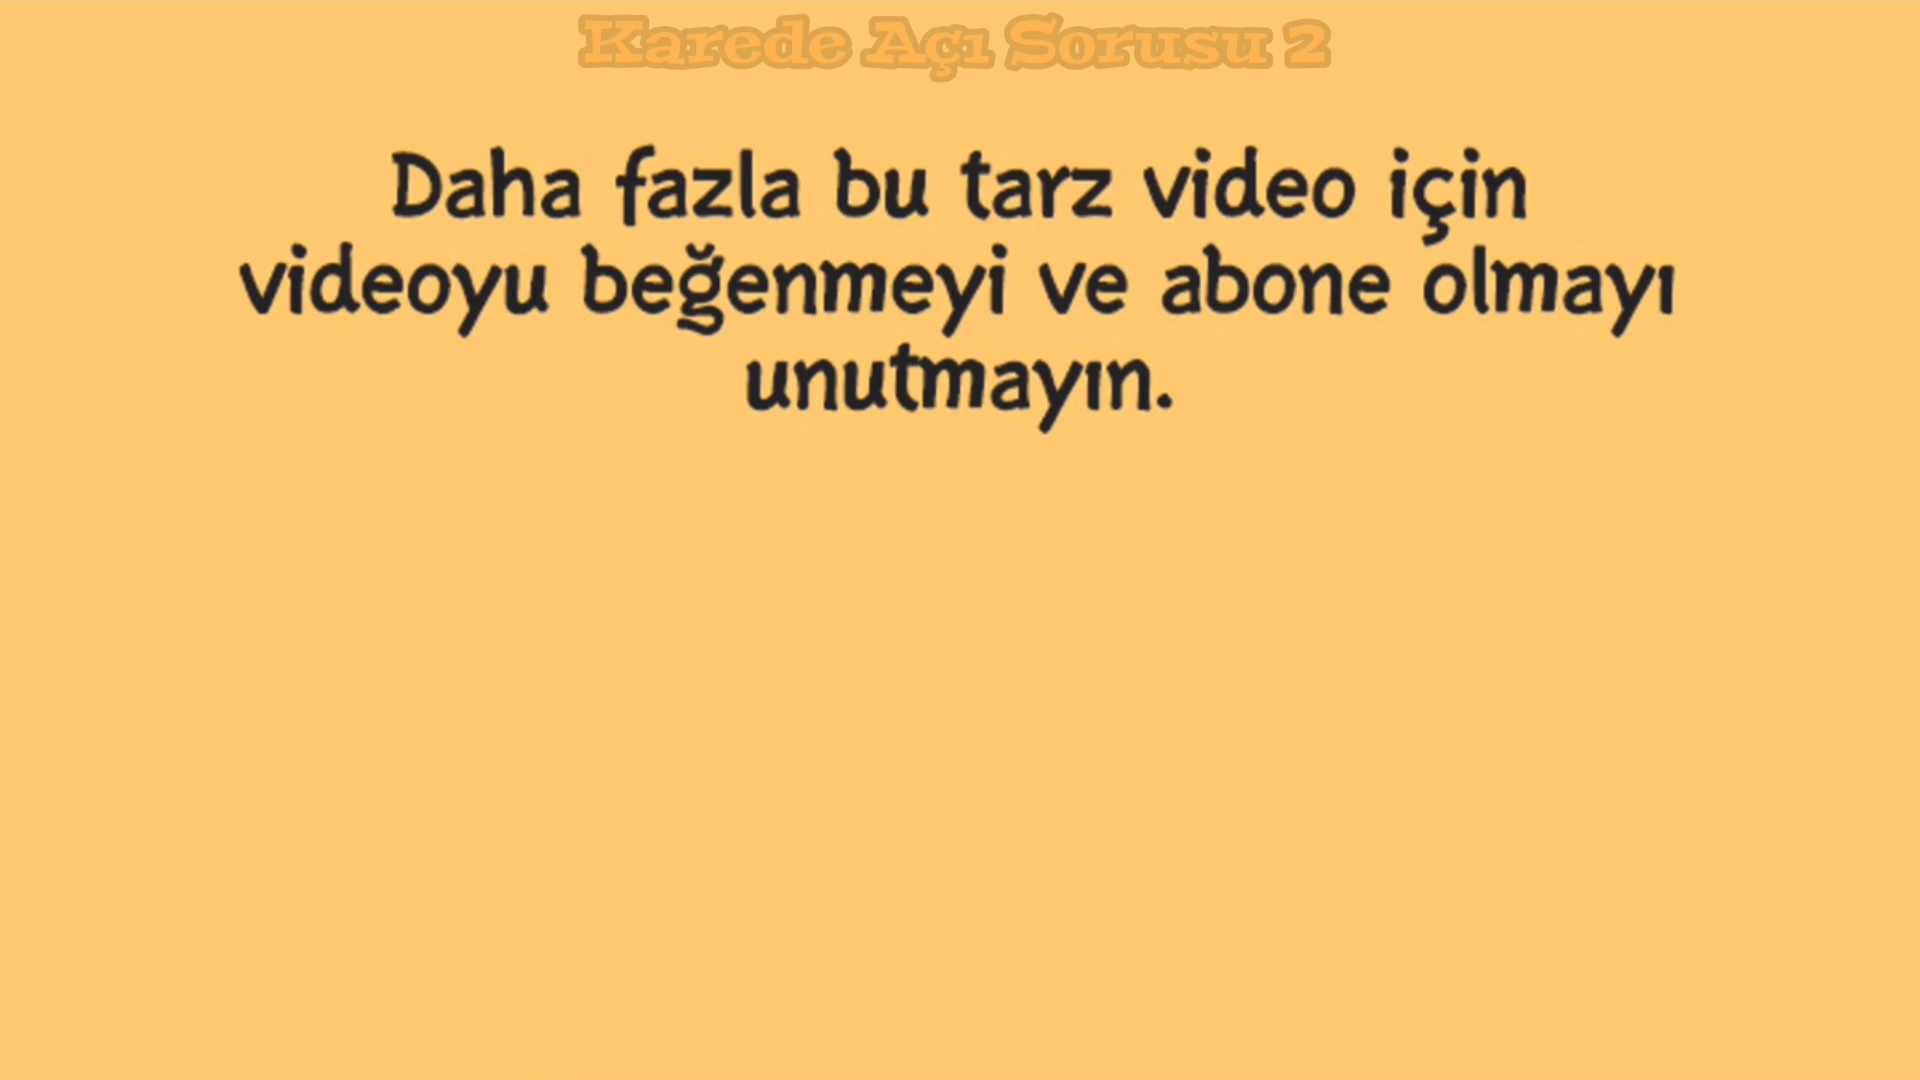 Karede Açı Sorusu 2
Daha fazla bu tarz video için
videoyu beğenmeyi ve abone olmayı
unutmayın.